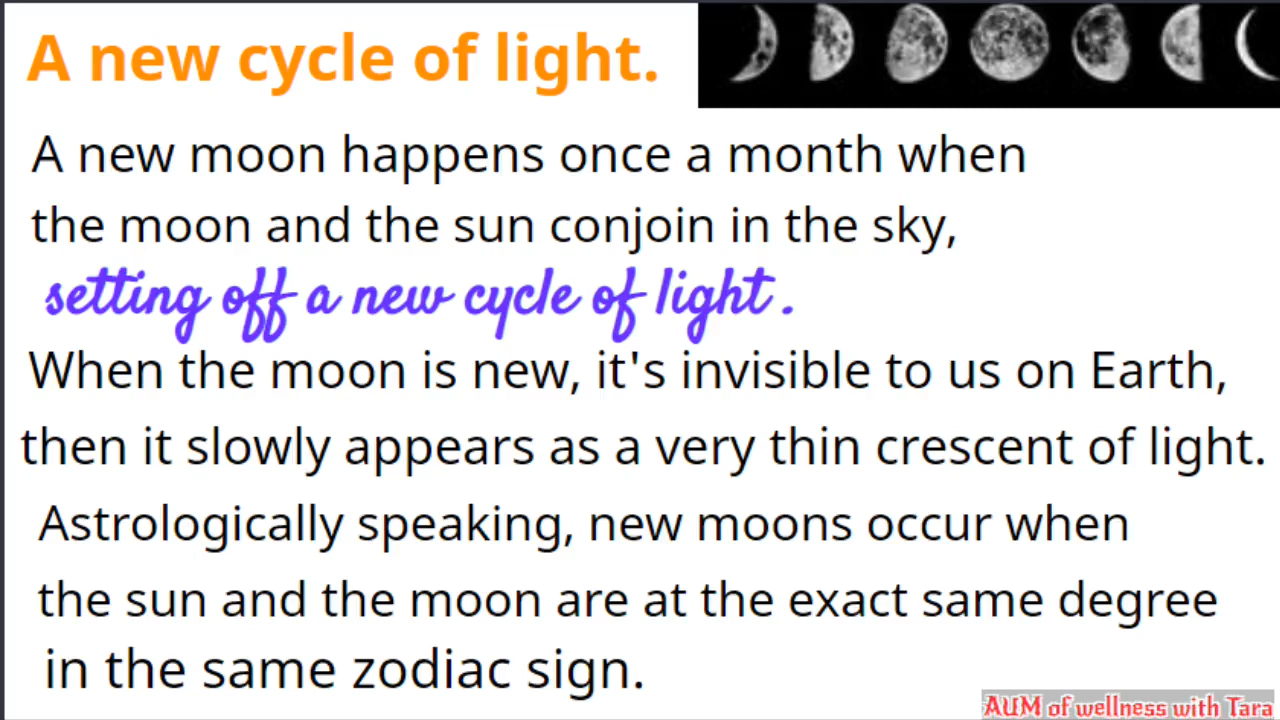 A new cycle of light.
A new moon happens once a month when
the moon and the sun conjoin in the sky,
setting off a new cycle of light.
When the moon is new, it's invisible to us on Earth,
then it slowly appears as a very thin crescent of light.
Astrologically speaking, new moons occur when
the sun and the moon are at the exact same degree
in the same zodiac sign.
AUM of wellness with Tara